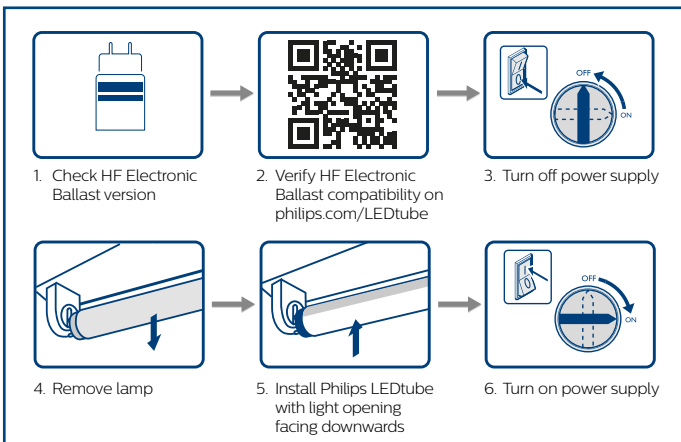 1. Check HF Electronic
Ballast version
2. Verify HF Electronic
Ballast compatibility on
philips.com/LEDtube
OFF
ON
3. Turn off power supply
4. Remove lamp
5. Install Philips LEDtube
with light opening
facing downwards
OFF
ON
6. Turn on power supply